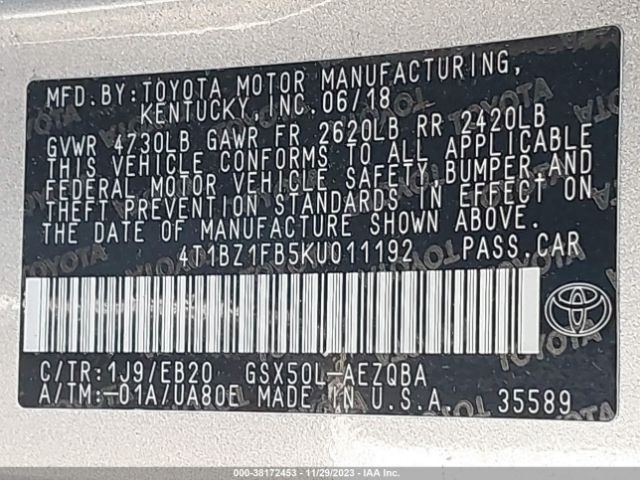 MFD.BY:TOYOTA MOTOR MANUFACTURING,
KENTUCKY,INC.06/18
GVWR 4730LB GAWR FR 2620LB RR 2420LB
THIS VEHICLE CONFORMS TO ALL APPLICABLE
FEDERAL MOTOR VEHICLE SAFETY,BUMPER,AND
THEFT PREVENTION STANDARDS IN EFFECT ON
THE DATE OF MANUFACTURE SHOWN ABOVE.
4T1BZ1FB5KU011192 PASS.CAR
C/TR:1J9/EB20 GSX50L-AEZQBA
A/TM:-01A/UA80E MADE IN U.S.A. 35589
000-38172453 - 11/29/2023 - IAA Inc.